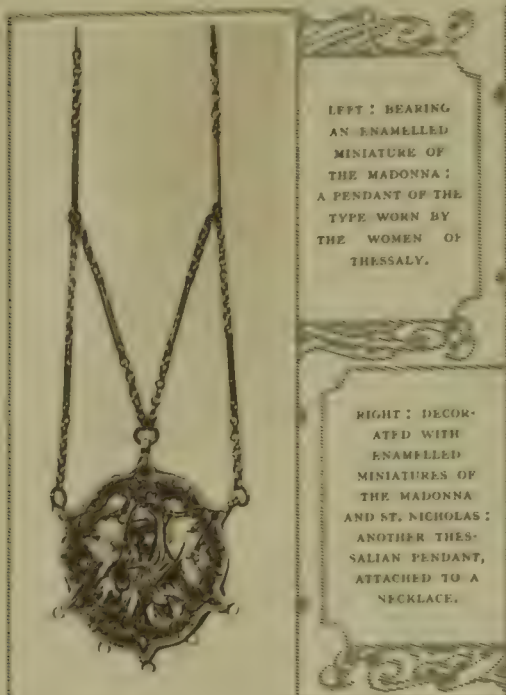 LEFT: BEARING
AN ENAMELLED
MINIATURE OF
THE MADONNA:
A PENDANT OF THE
TYPE WORN BY
THE WOMEN OF
THESSALY.
RIGHT: DECOR-
ATED WITH
ENAMELLED
MINIATURES OF
THE MADONNA
AND ST. NICHOLAS:
ANOTHER THES-
SALIAN PENDANT,
ATTACHED TO A
NECKLACE.